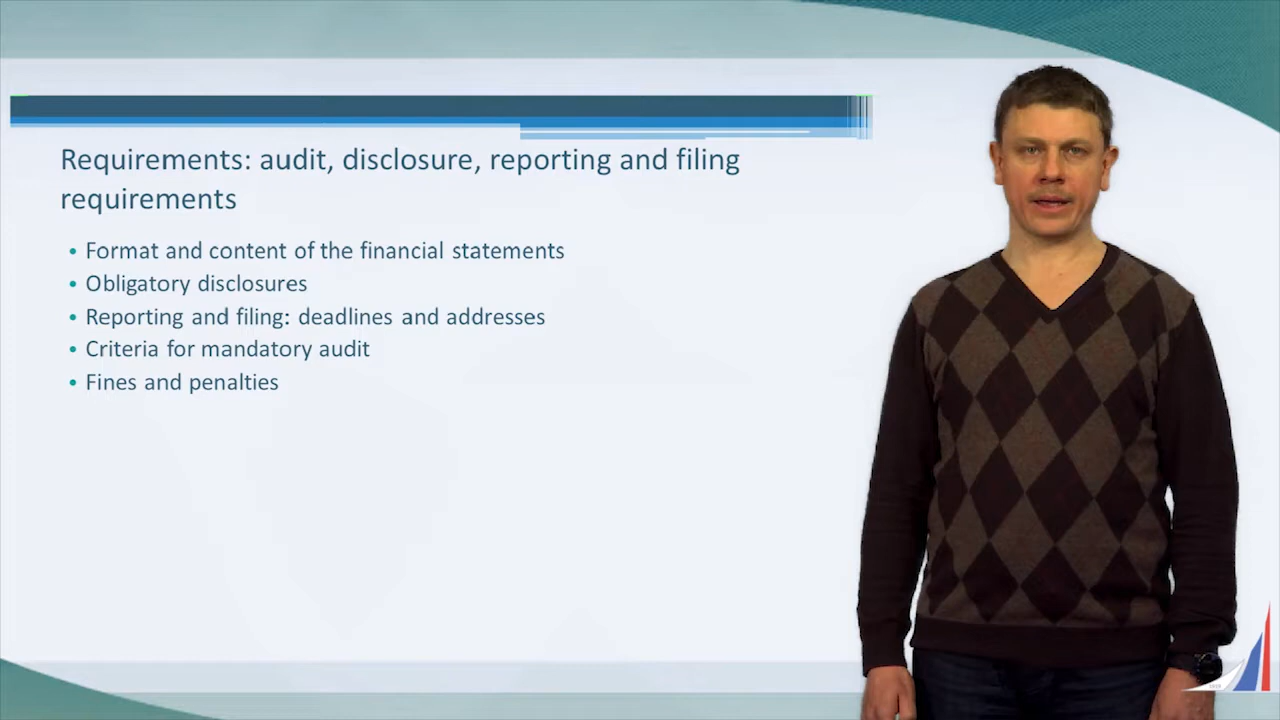 Requirements: audit, disclosure, reporting and filing
requirements
• Format and content of the financial statements
• Obligatory disclosures
• Reporting and filing: deadlines and addresses
• Criteria for mandatory audit
• Fines and penalties